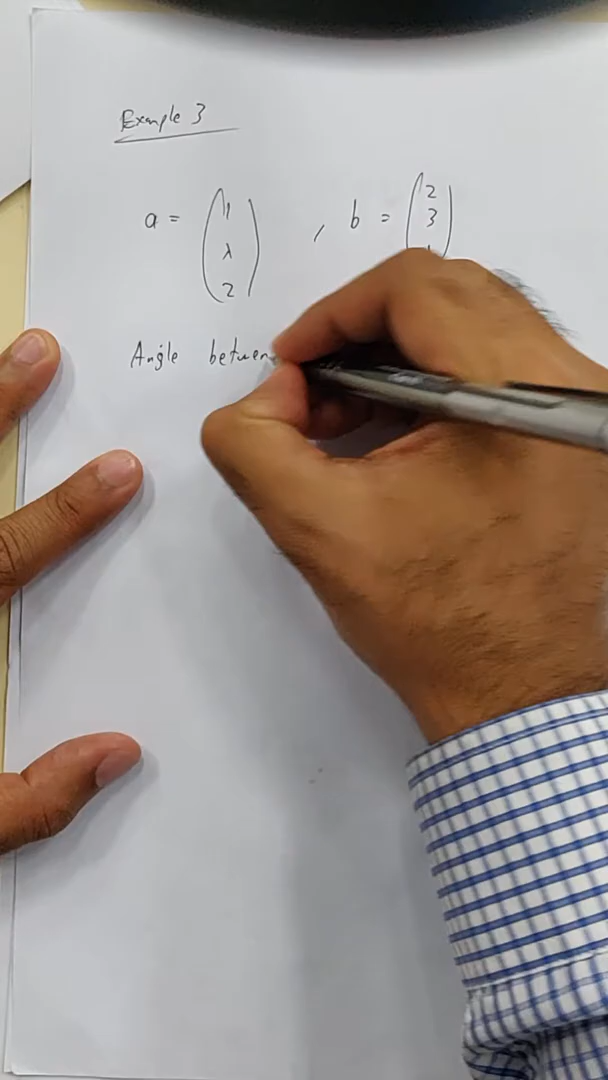 Example 3
a = (1 λ 2) , b = (2 3
Angle between